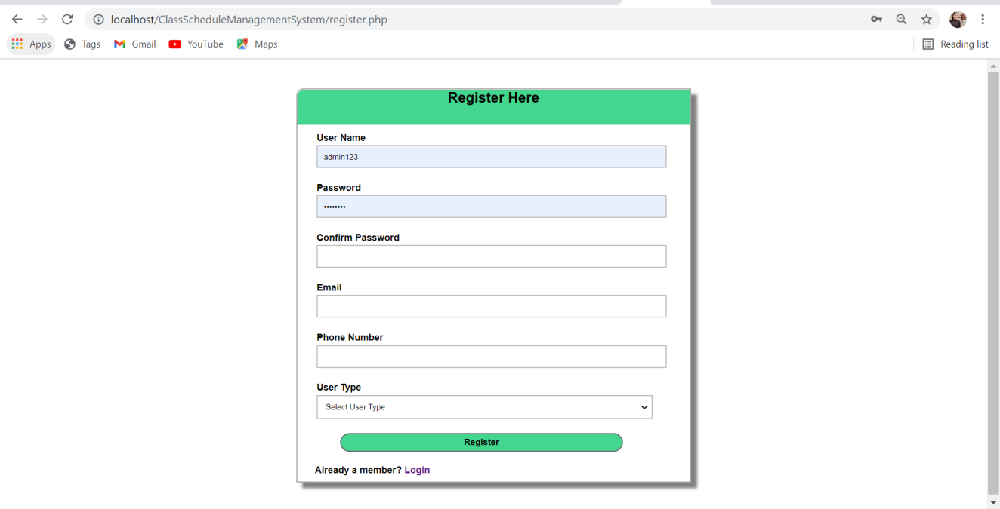 localhost/ClassScheduleManagementSystem/register.php
Apps Tags Gmail YouTube Maps Reading list
Register Here
User Name
admin123
Password
••••••••
Confirm Password
Email
Phone Number
User Type
Select User Type
Register
Already a member? Login